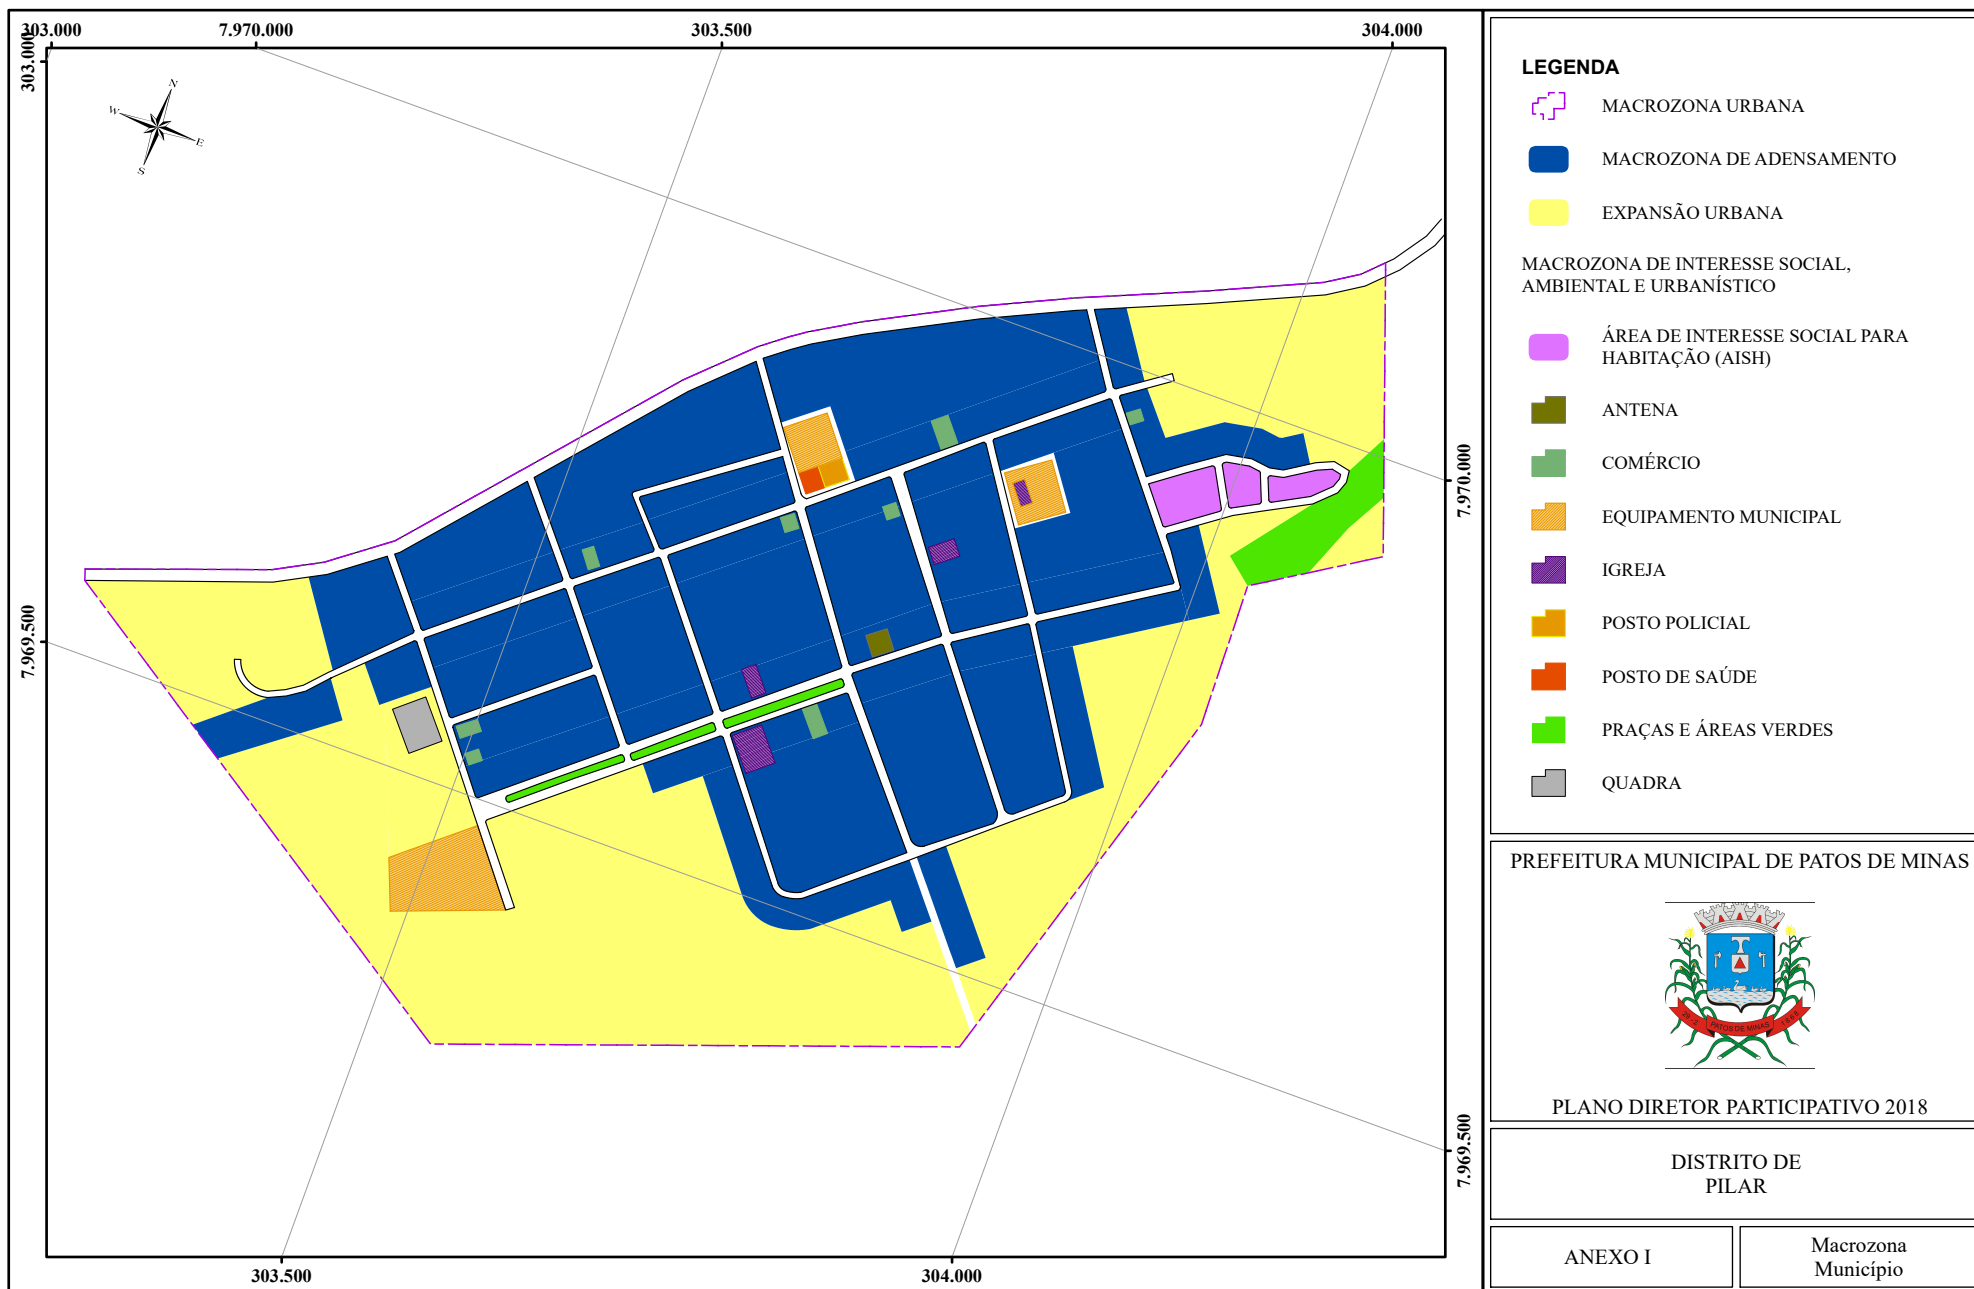 303.000
7.970.000
303.500
304.000
303.000
N
W
E
S
7.969.500
7.970.000
7.969.500
303.500
304.000
LEGENDA
MACROZONA URBANA
MACROZONA DE ADENSAMENTO
EXPANSÃO URBANA
MACROZONA DE INTERESSE SOCIAL,
AMBIENTAL E URBANÍSTICO
ÁREA DE INTERESSE SOCIAL PARA
HABITAÇÃO (AISH)
ANTENA
COMÉRCIO
EQUIPAMENTO MUNICIPAL
IGREJA
POSTO POLICIAL
POSTO DE SAÚDE
PRAÇAS E ÁREAS VERDES
QUADRA
PREFEITURA MUNICIPAL DE PATOS DE MINAS
PATOS DE MINAS
PLANO DIRETOR PARTICIPATIVO 2018
DISTRITO DE
PILAR
ANEXO I
Macrozona
Município